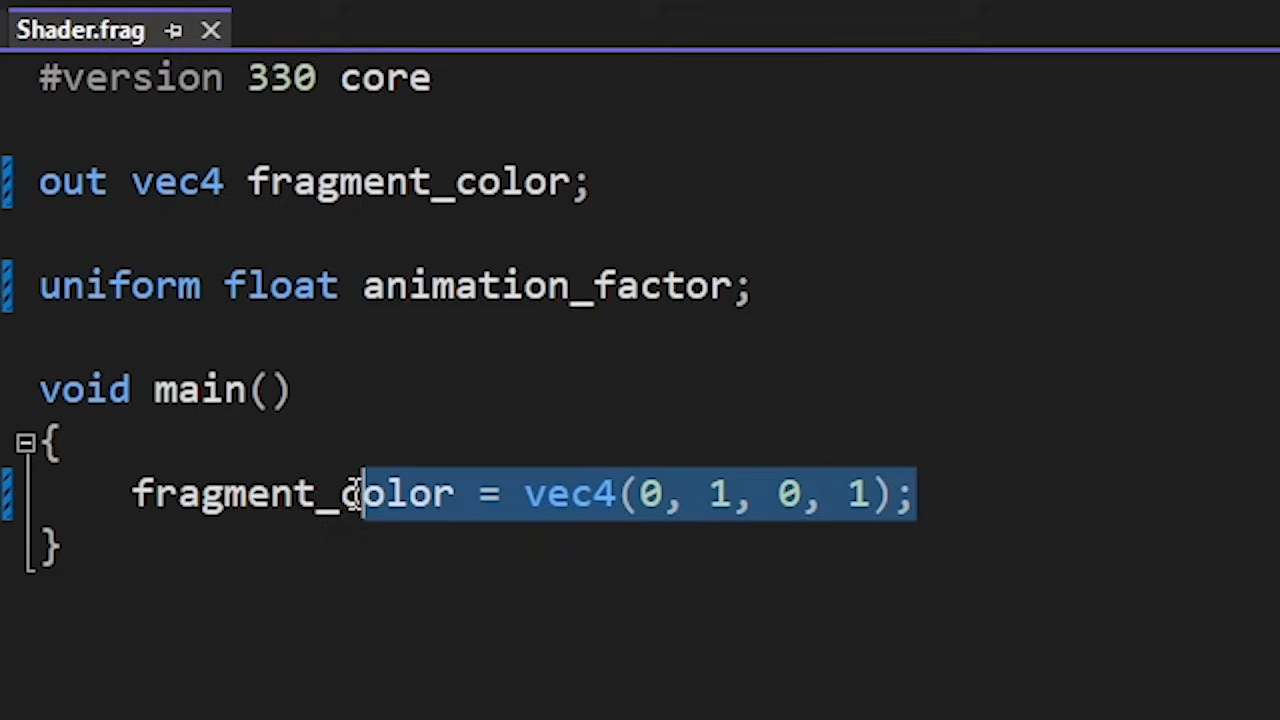 Shader.frag
#version 330 core
out vec4 fragment_color;
uniform float animation_factor;
void main()
{
fragment_color = vec4(0, 1, 0, 1);
}